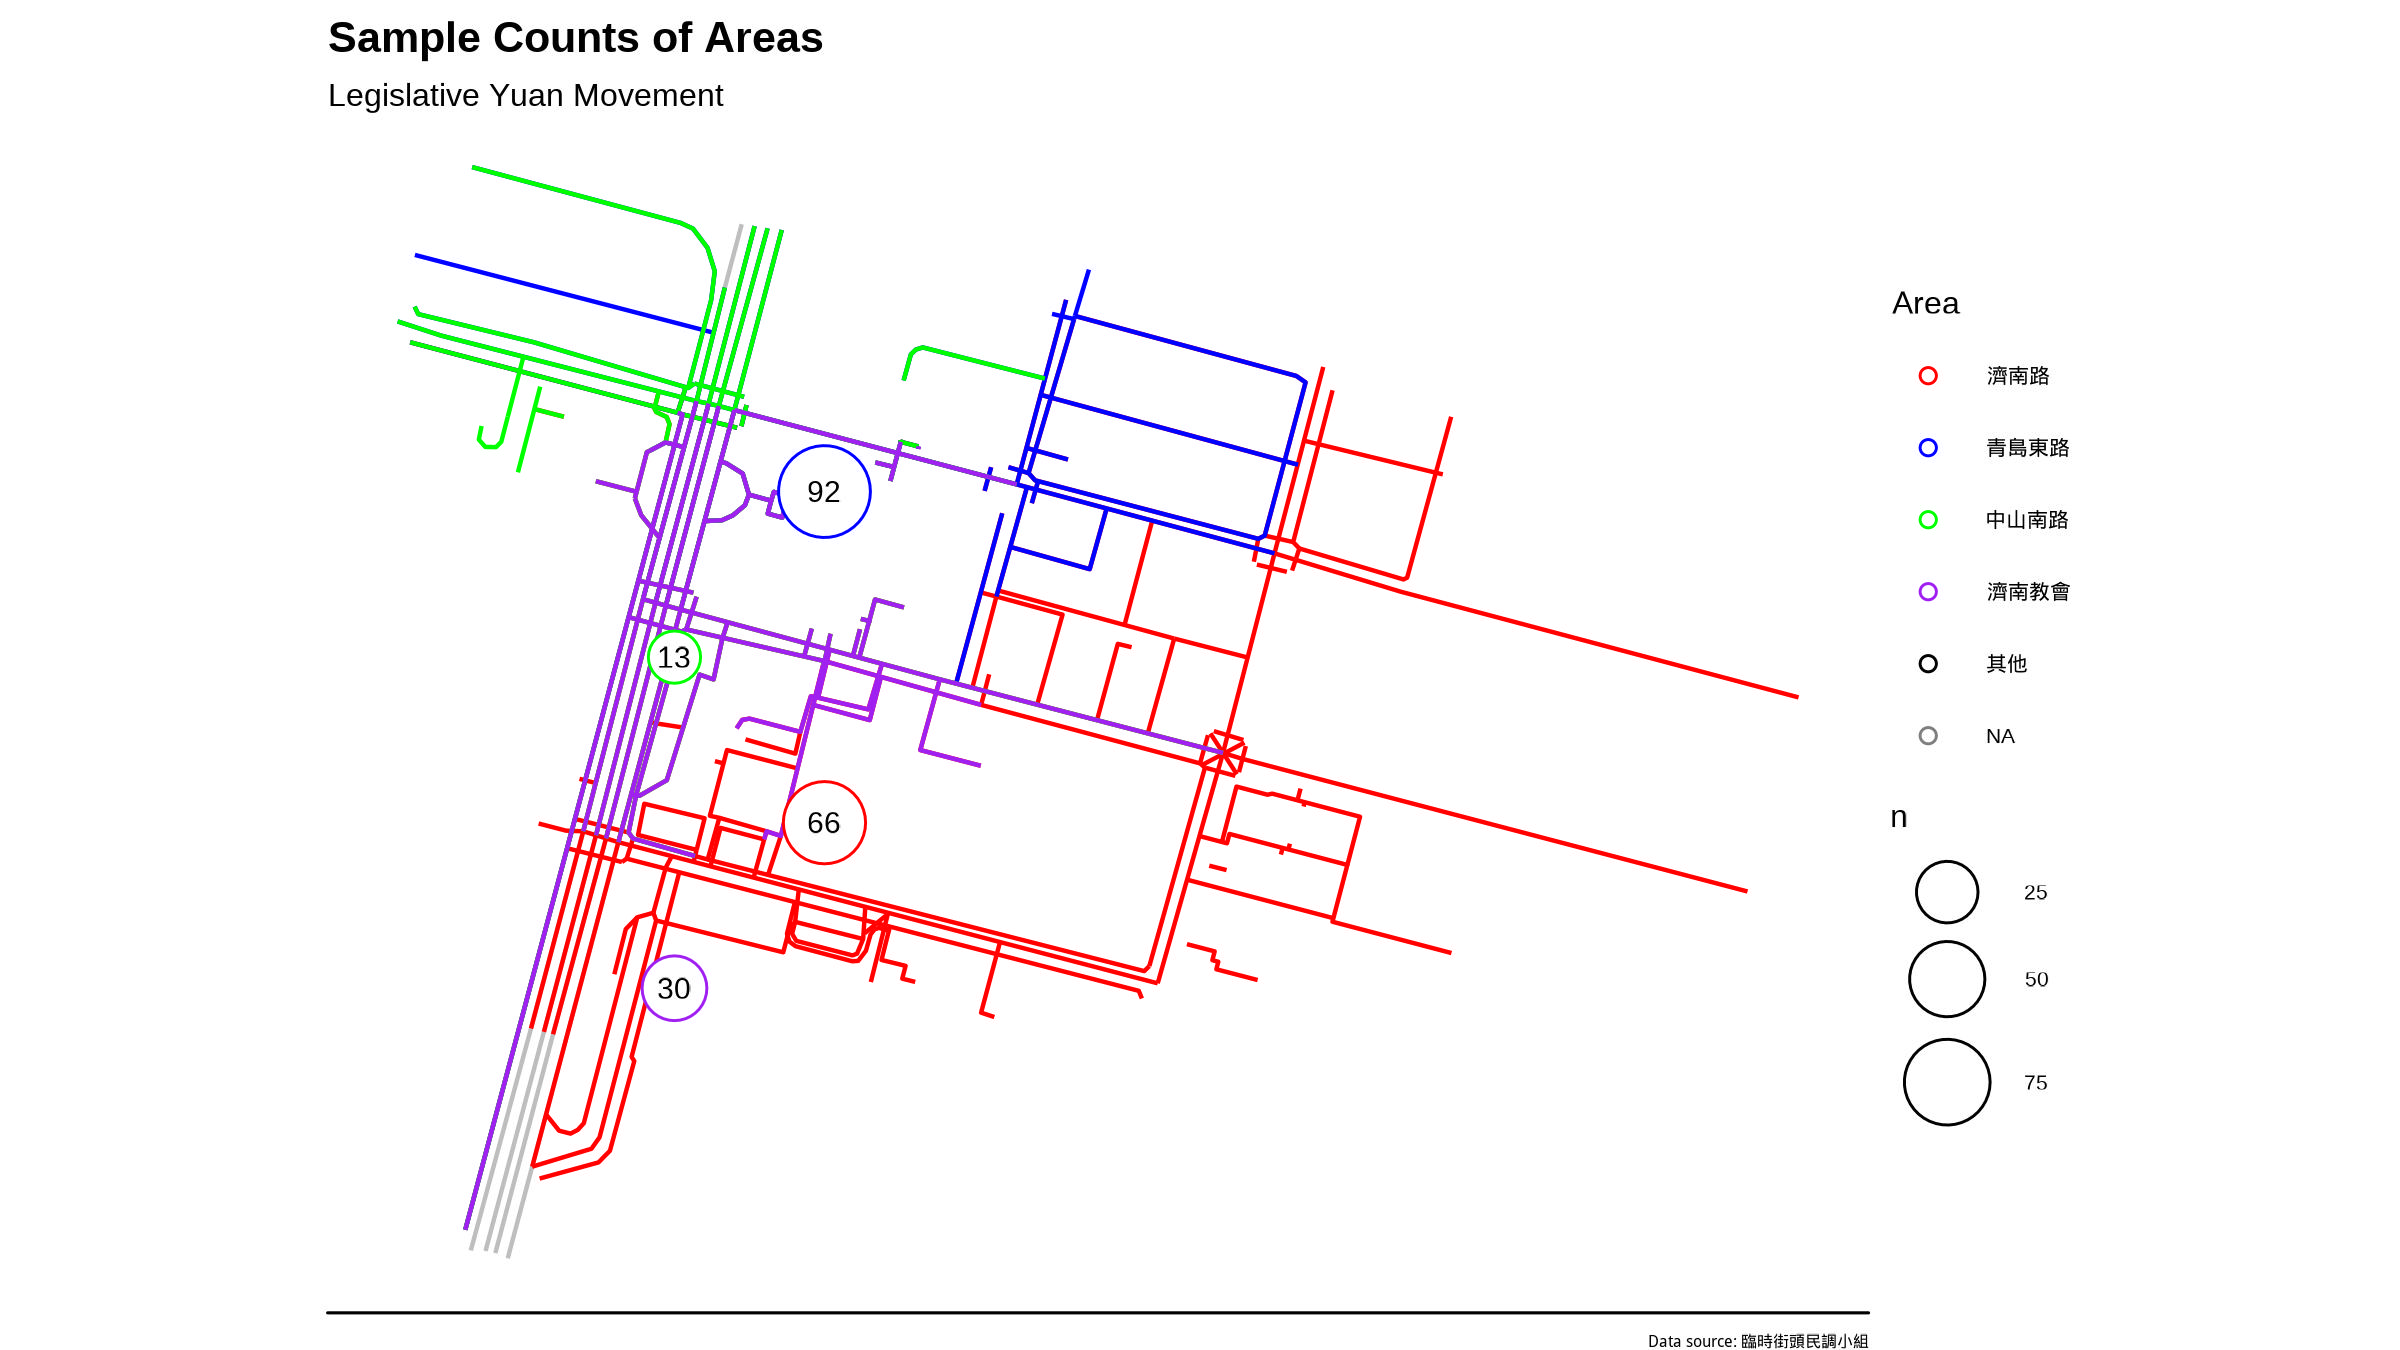 Sample Counts of Areas
Legislative Yuan Movement
92
13
66
30
Area
濟南路
青島東路
中山南路
濟南教會
其他
NA
n
25
50
75
Data source: 臨時街頭民調小組